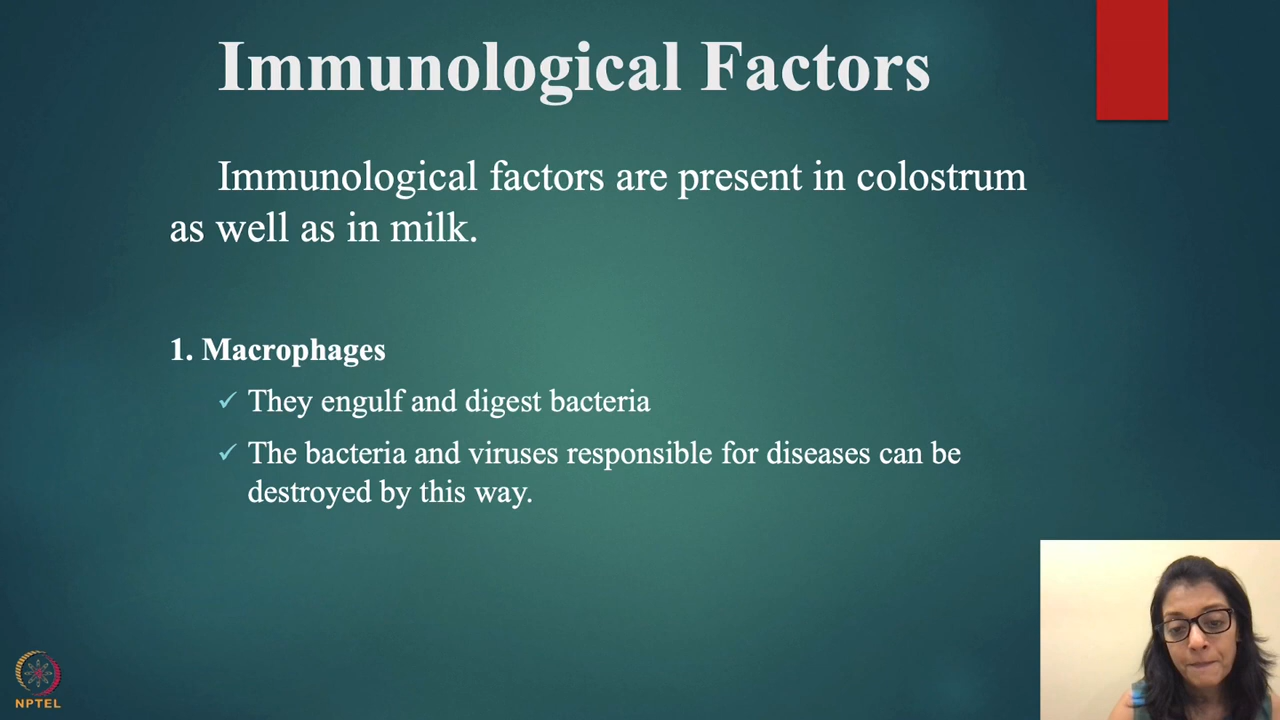 Immunological Factors
Immunological factors are present in colostrum
as well as in milk.
1. Macrophages
✓ They engulf and digest bacteria
✓ The bacteria and viruses responsible for diseases can be
destroyed by this way.
NPTEL